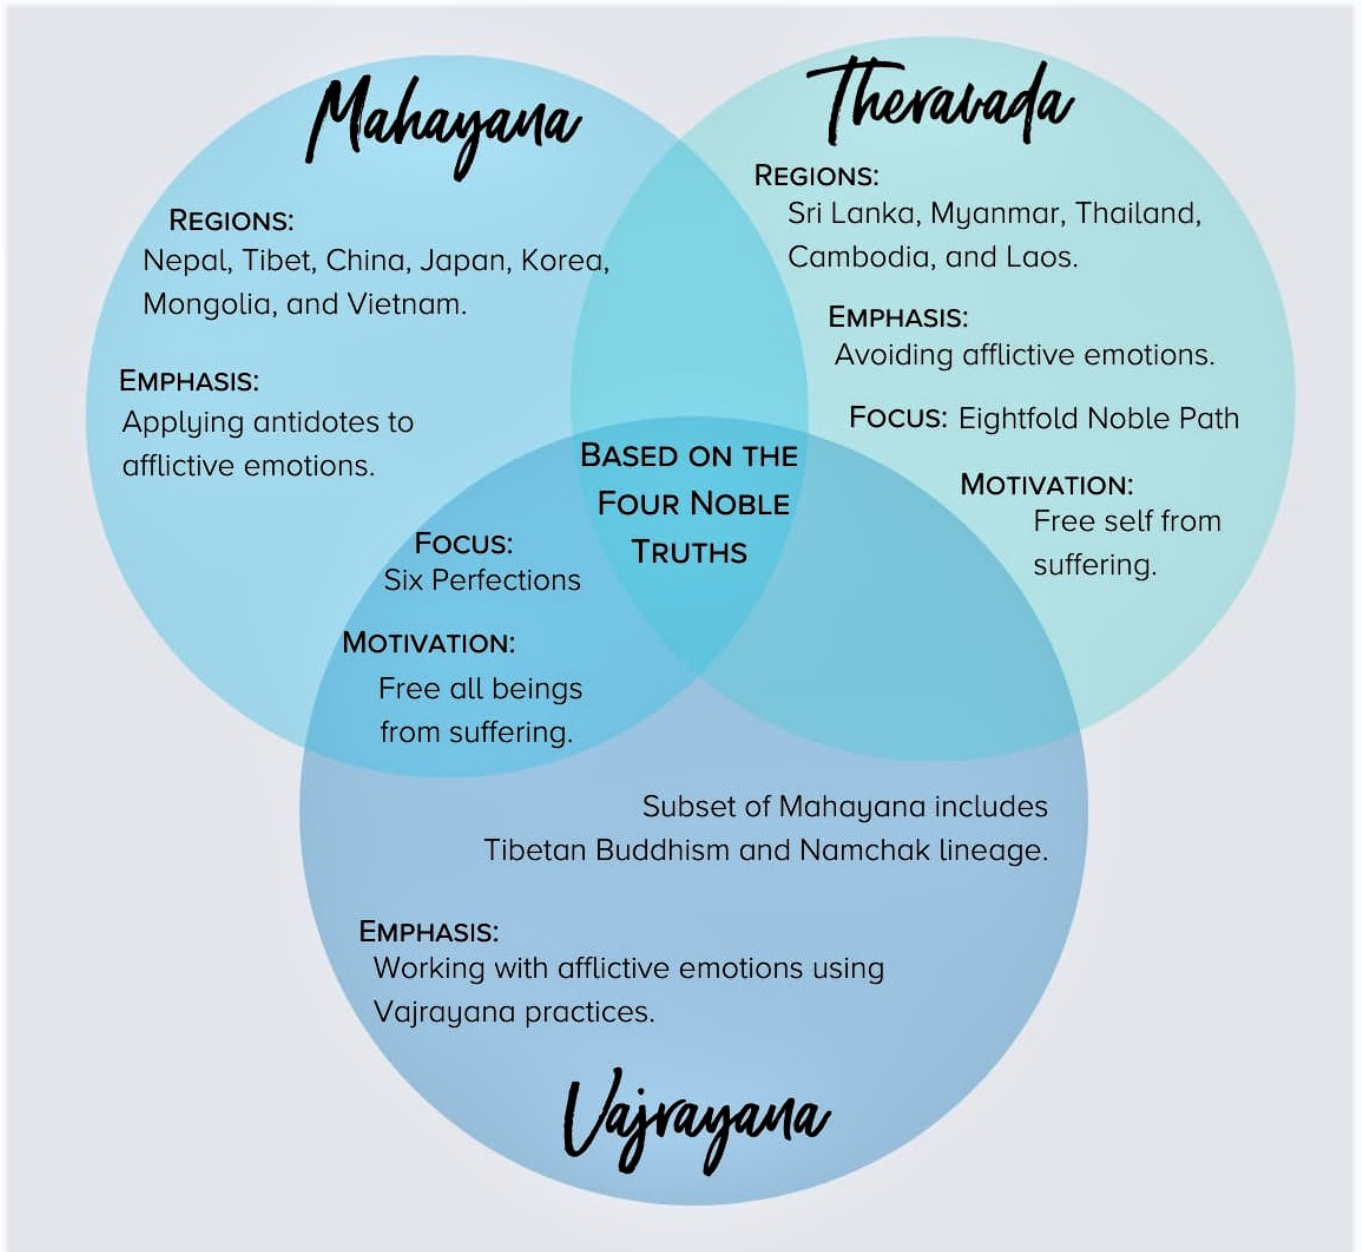 Mahayana
REGIONS:
Nepal, Tibet, China, Japan, Korea,
Mongolia, and Vietnam.
EMPHASIS:
Applying antidotes to
afflictive emotions.
Theravada
REGIONS:
Sri Lanka, Myanmar, Thailand,
Cambodia, and Laos.
EMPHASIS:
Avoiding afflictive emotions.
FOCUS: Eightfold Noble Path
MOTIVATION:
Free self from
suffering.
BASED ON THE
FOUR NOBLE
TRUTHS
FOCUS:
Six Perfections
MOTIVATION:
Free all beings
from suffering.
Subset of Mahayana includes
Tibetan Buddhism and Namchak lineage.
EMPHASIS:
Working with afflictive emotions using
Vajrayana practices.
Vajrayana